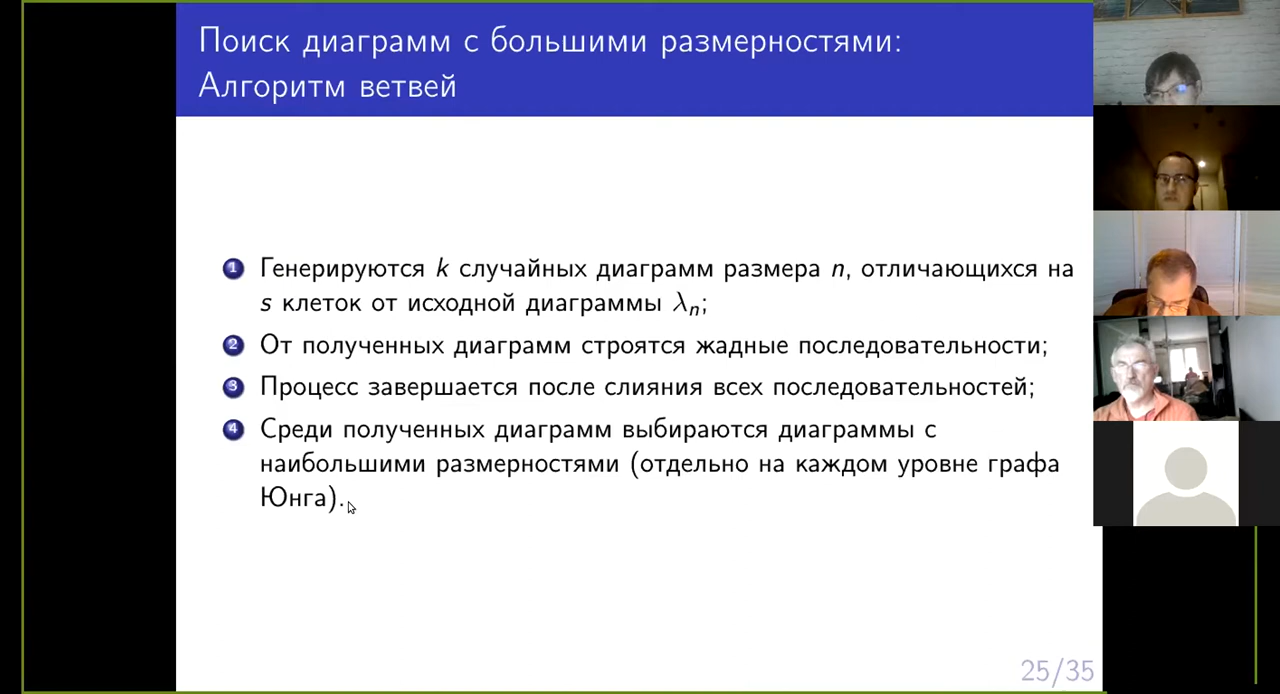 Поиск диаграмм с большими размерностями:
Алгоритм ветвей
1 Генерируются k случайных диаграмм размера n, отличающихся на
s клеток от исходной диаграммы λₙ;
2 От полученных диаграмм строятся жадные последовательности;
3 Процесс завершается после слияния всех последовательностей;
4 Среди полученных диаграмм выбираются диаграммы с
наибольшими размерностями (отдельно на каждом уровне графа
Юнга).
25/35